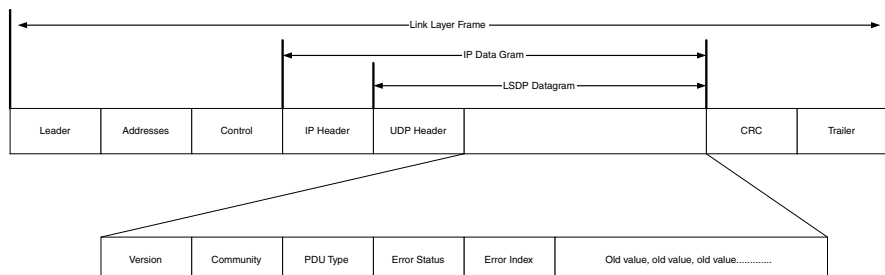 Link Layer Frame
IP Data Gram
LSDP Datagram
Leader
Addresses
Control
IP Header
UDP Header
CRC
Trailer
Version
Community
PDU Type
Error Status
Error Index
Old value, old value, old value.............